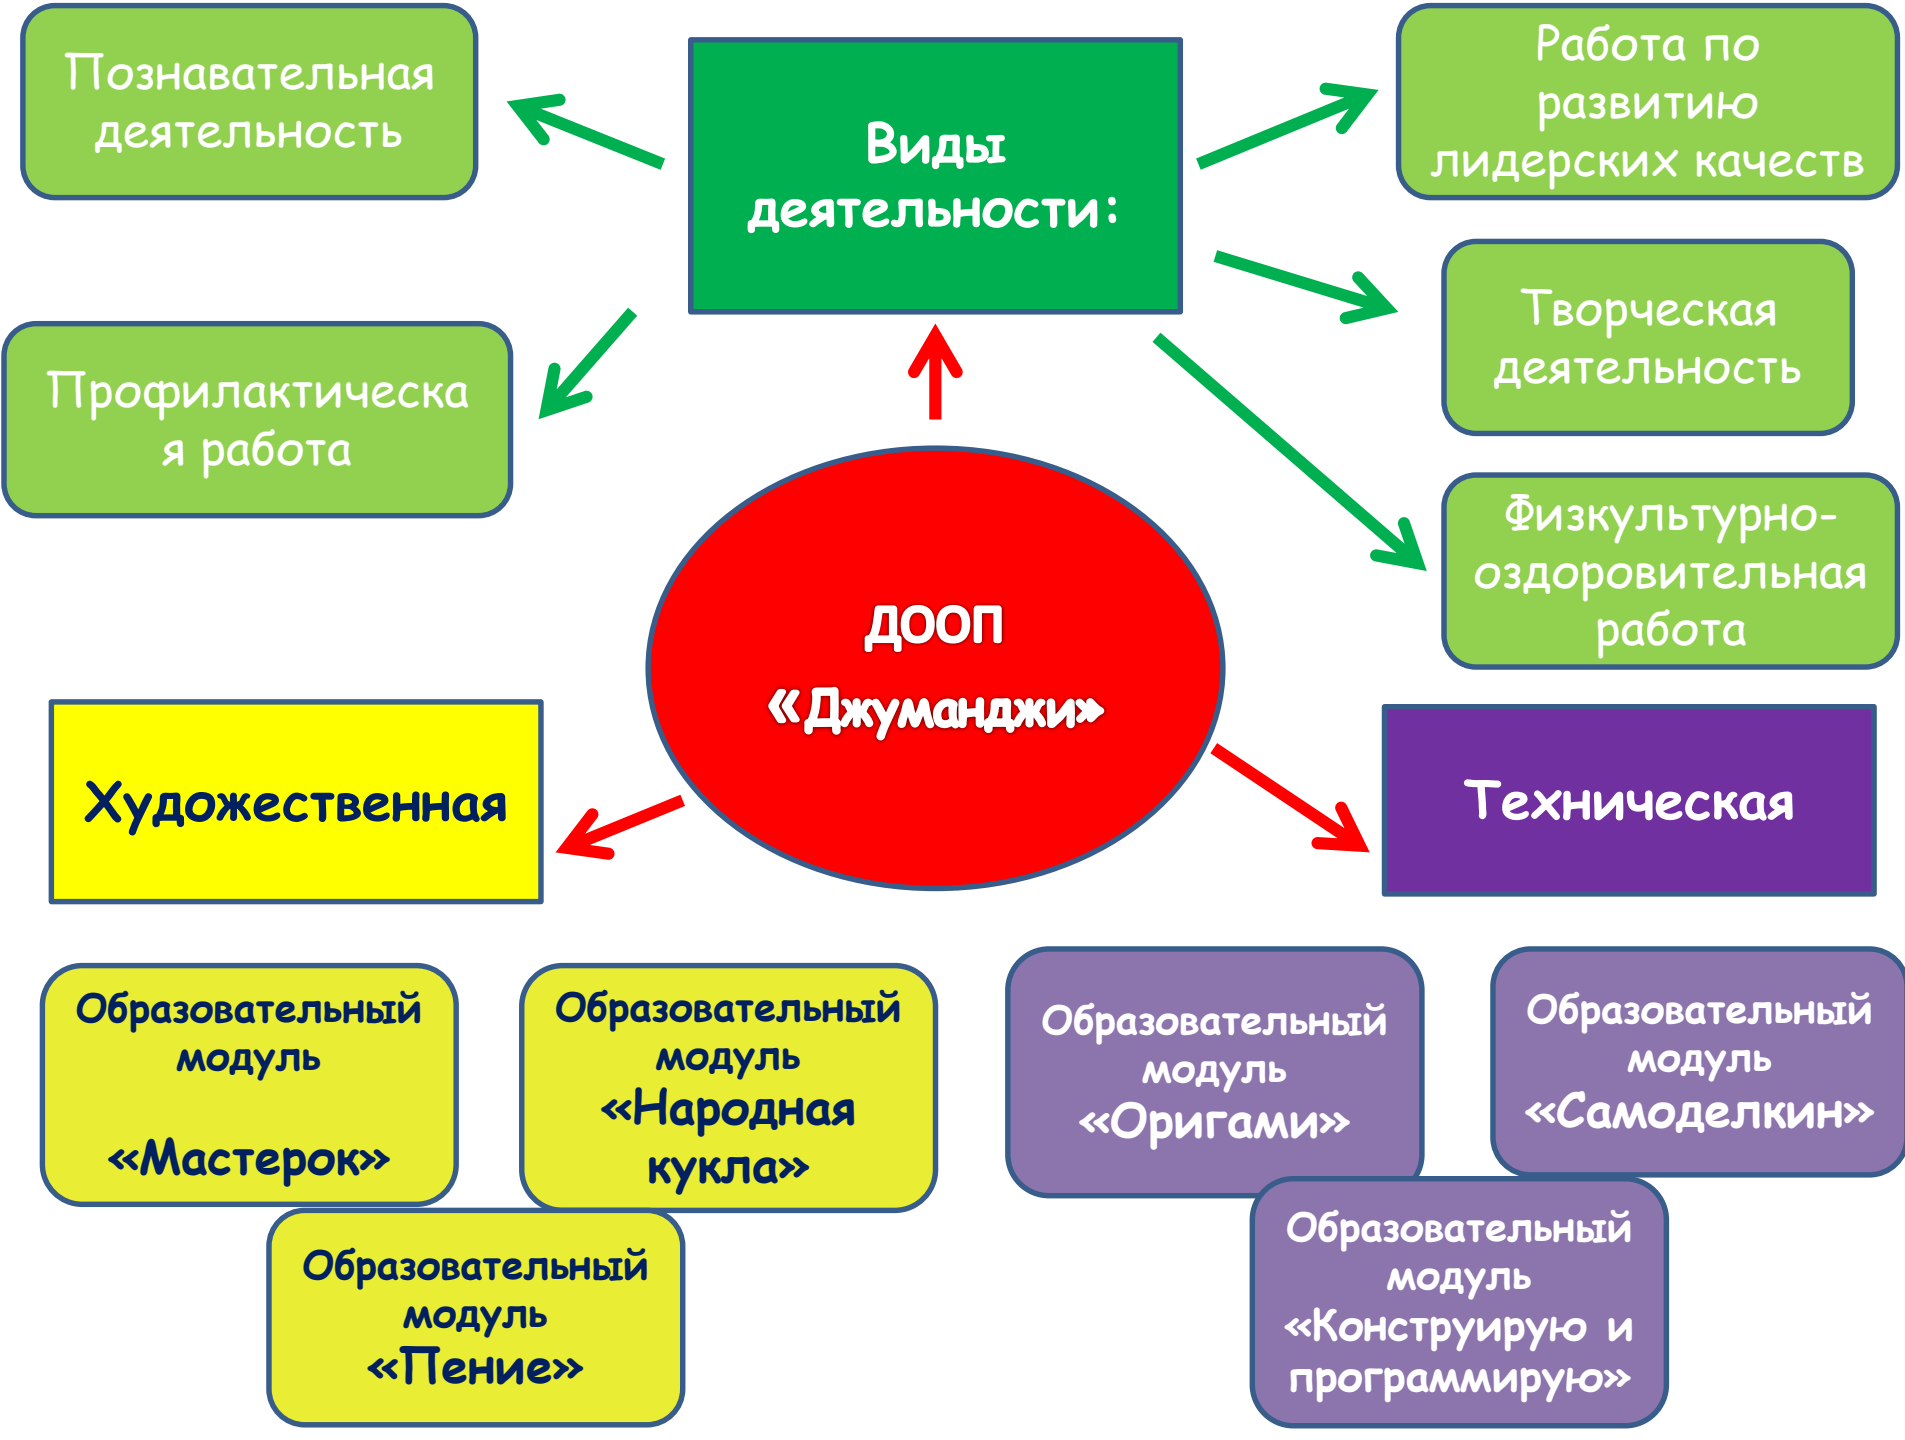 Познавательная
деятельность
Виды
деятельности:
Работа по
развитию
лидерских качеств
Творческая
деятельность
Профилактическа
я работа
Физкультурно-
оздоровительная
работа
ДООП
«Джуманджи»
Художественная
Техническая
Образовательный
модуль
«Мастерок»
Образовательный
модуль
«Народная
кукла»
Образовательный
модуль
«Пение»
Образовательный
модуль
«Оригами»
Образовательный
модуль
«Самоделкин»
Образовательный
модуль
«Конструирую и
программирую»